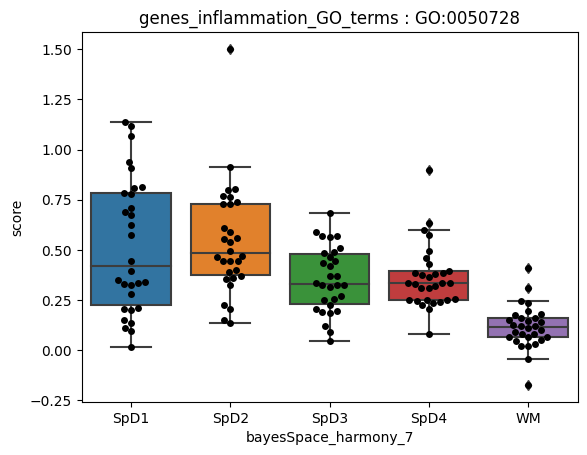 genes_inflammation_GO_terms : GO:0050728
1.50
1.25
1.00
0.75
0.50
0.25
0.00
−0.25
score
SpD1 SpD2 SpD3 SpD4 WM
bayesSpace_harmony_7